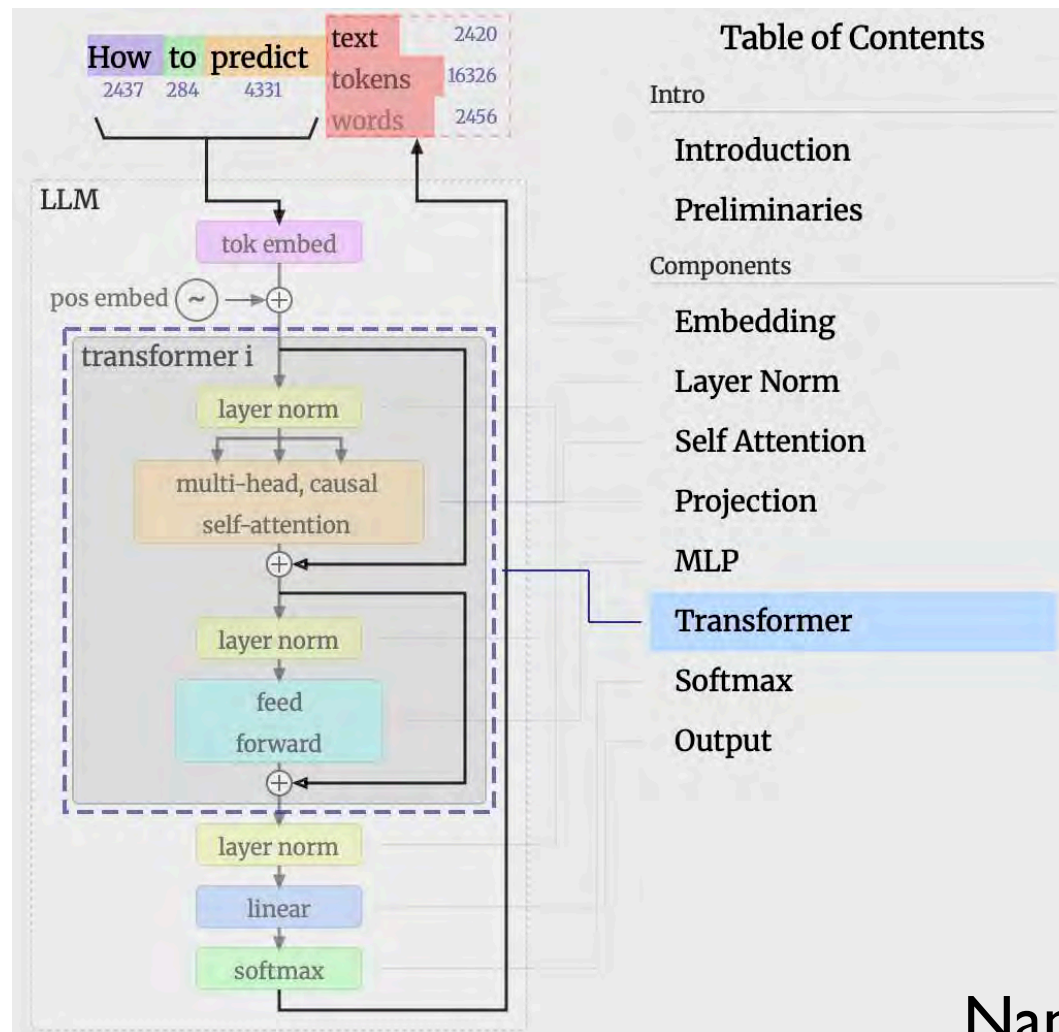 How to predict
2437 284 4331
text 2420
tokens 16326
words 2456
LLM
tok embed
pos embed ~ +
transformer i
layer norm
multi-head, causal
self-attention
+
layer norm
feed
forward
+
layer norm
linear
softmax
Table of Contents
Intro
Introduction
Preliminaries
Components
Embedding
Layer Norm
Self Attention
Projection
MLP
Transformer
Softmax
Output